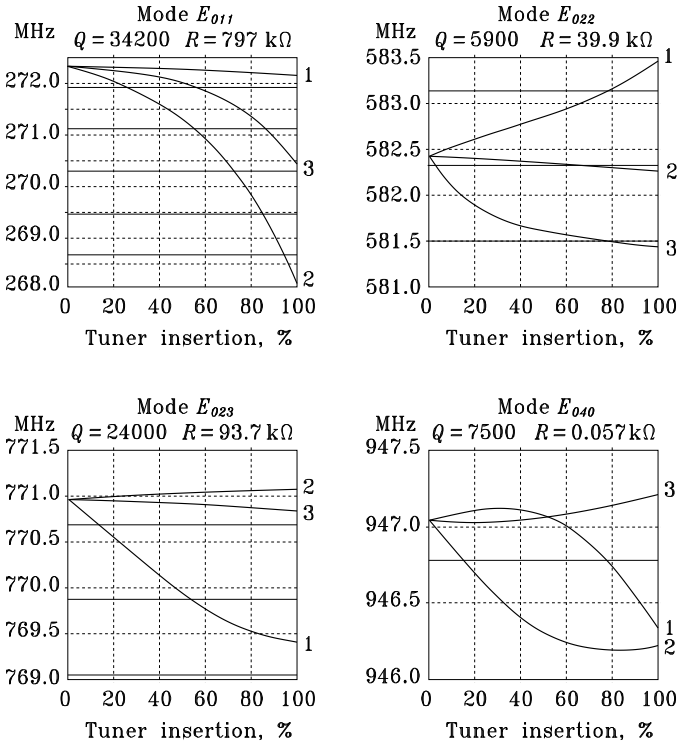 Mode E011
MHz Q = 34200 R = 797 kΩ
272.0
271.0
270.0
269.0
268.0
1
3
2
0 20 40 60 80 100
Tuner insertion, %
Mode E022
MHz Q = 5900 R = 39.9 kΩ
583.5
583.0
582.5
582.0
581.5
581.0
1
2
3
0 20 40 60 80 100
Tuner insertion, %
Mode E023
MHz Q = 24000 R = 93.7 kΩ
771.5
771.0
770.5
770.0
769.5
769.0
2
3
1
0 20 40 60 80 100
Tuner insertion, %
Mode E040
MHz Q = 7500 R = 0.057 kΩ
947.5
947.0
946.5
946.0
3
1
2
0 20 40 60 80 100
Tuner insertion, %